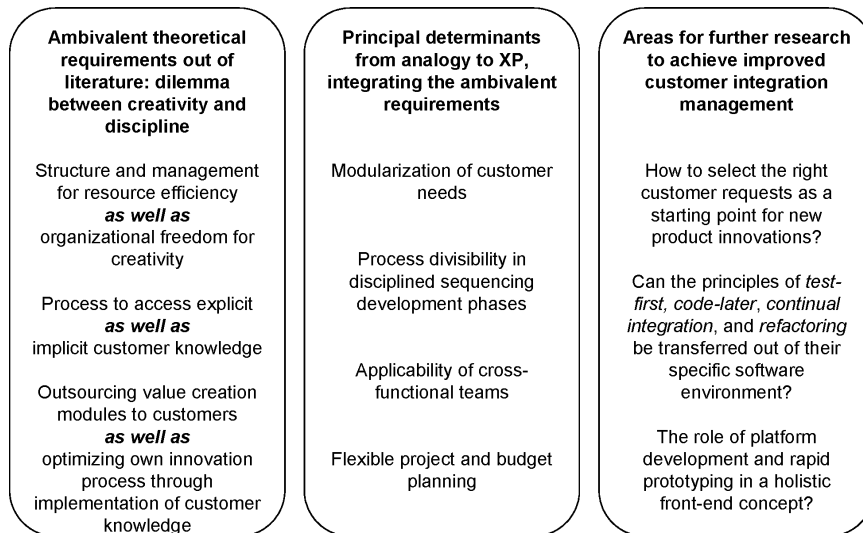 Ambivalent theoretical
requirements out of
literature: dilemma
between creativity and
discipline
Structure and management
for resource efficiency
as well as
organizational freedom for
creativity
Process to access explicit
as well as
implicit customer knowledge
Outsourcing value creation
modules to customers
as well as
optimizing own innovation
process through
implementation of customer
knowledge
Principal determinants
from analogy to XP,
integrating the ambivalent
requirements
Modularization of customer
needs
Process divisibility in
disciplined sequencing
development phases
Applicability of cross-
functional teams
Flexible project and budget
planning
Areas for further research
to achieve improved
customer integration
management
How to select the right
customer requests as a
starting point for new
product innovations?
Can the principles of test-
first, code-later, continual
integration, and refactoring
be transferred out of their
specific software
environment?
The role of platform
development and rapid
prototyping in a holistic
front-end concept?